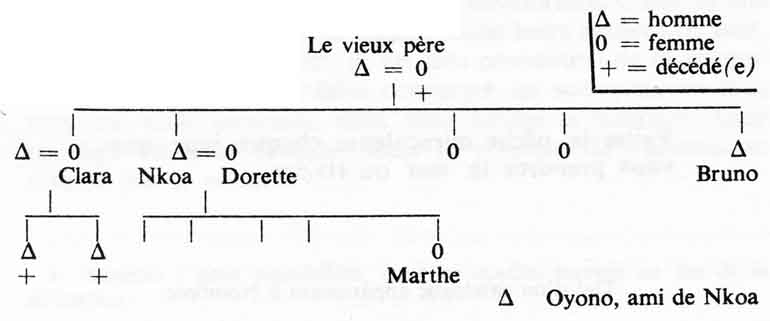 Δ = homme
0 = femme
+ = décédé(e)
Le vieux père
Δ = 0
+
Δ = 0 Δ = 0 0 0 Δ
Clara Nkoa Dorette Bruno
Δ Δ 0
+ + Marthe
Δ Oyono, ami de Nkoa